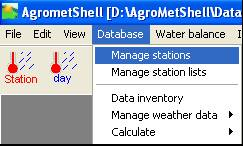 AgrometShell [D:\AgroMetShell\Data
File Edit View Database Water balance
Station day
Manage stations
Manage station lists
Data inventory
Manage weather data
Calculate